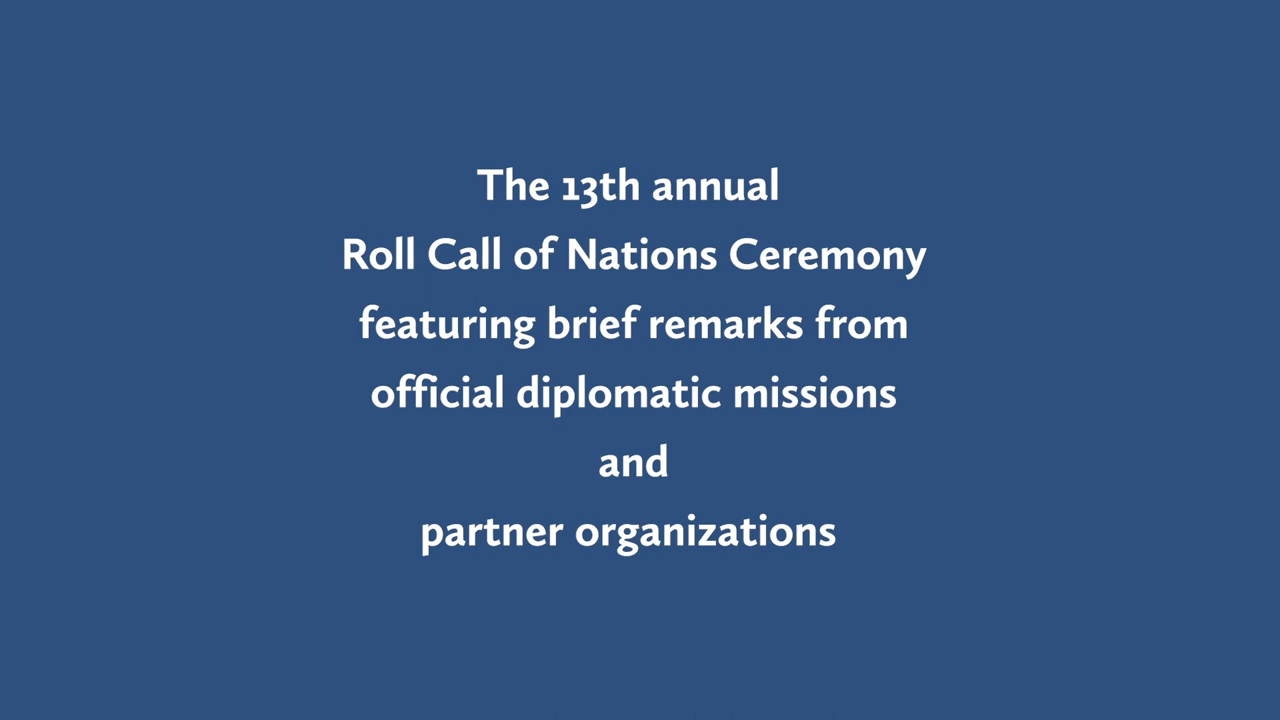 The 13th annual
Roll Call of Nations Ceremony
featuring brief remarks from
official diplomatic missions
and
partner organizations